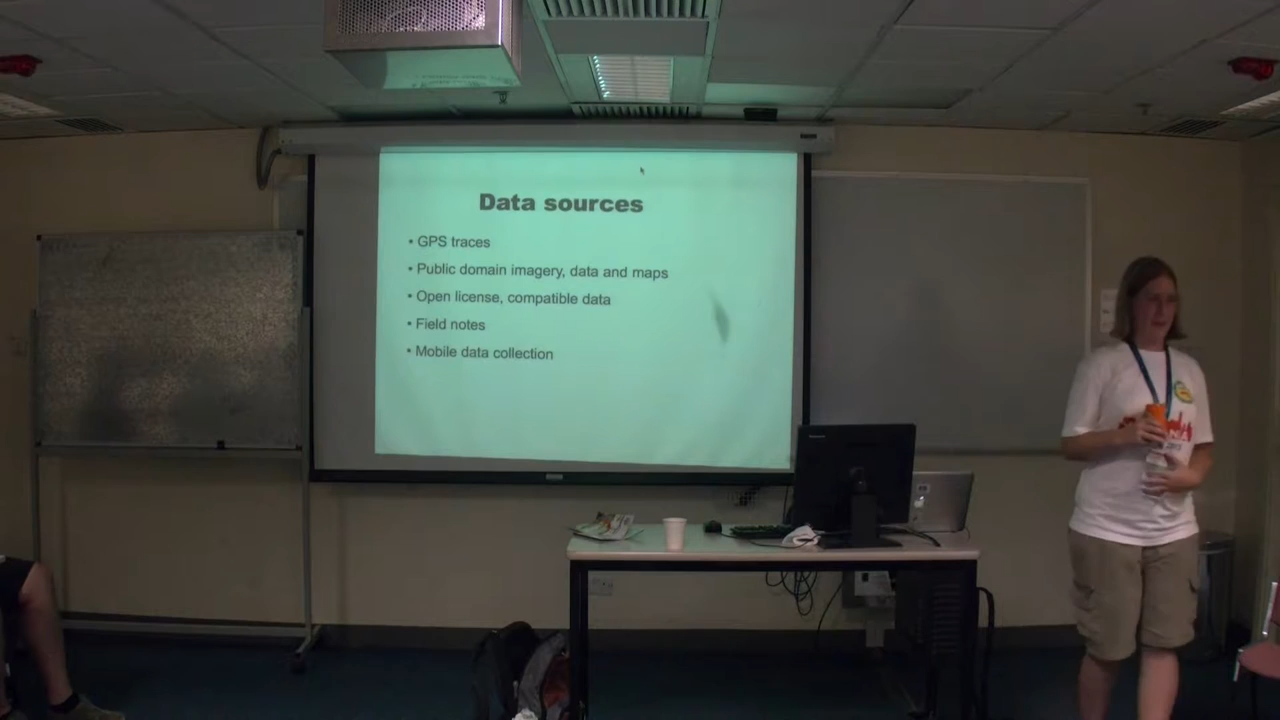 Data sources
• GPS traces
• Public domain imagery, data and maps
• Open license, compatible data
• Field notes
• Mobile data collection